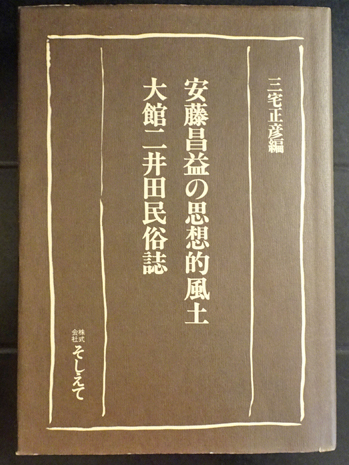 三宅正彦編
安藤昌益の思想的風土
大館二井田民俗誌
株式
会社
そしえて